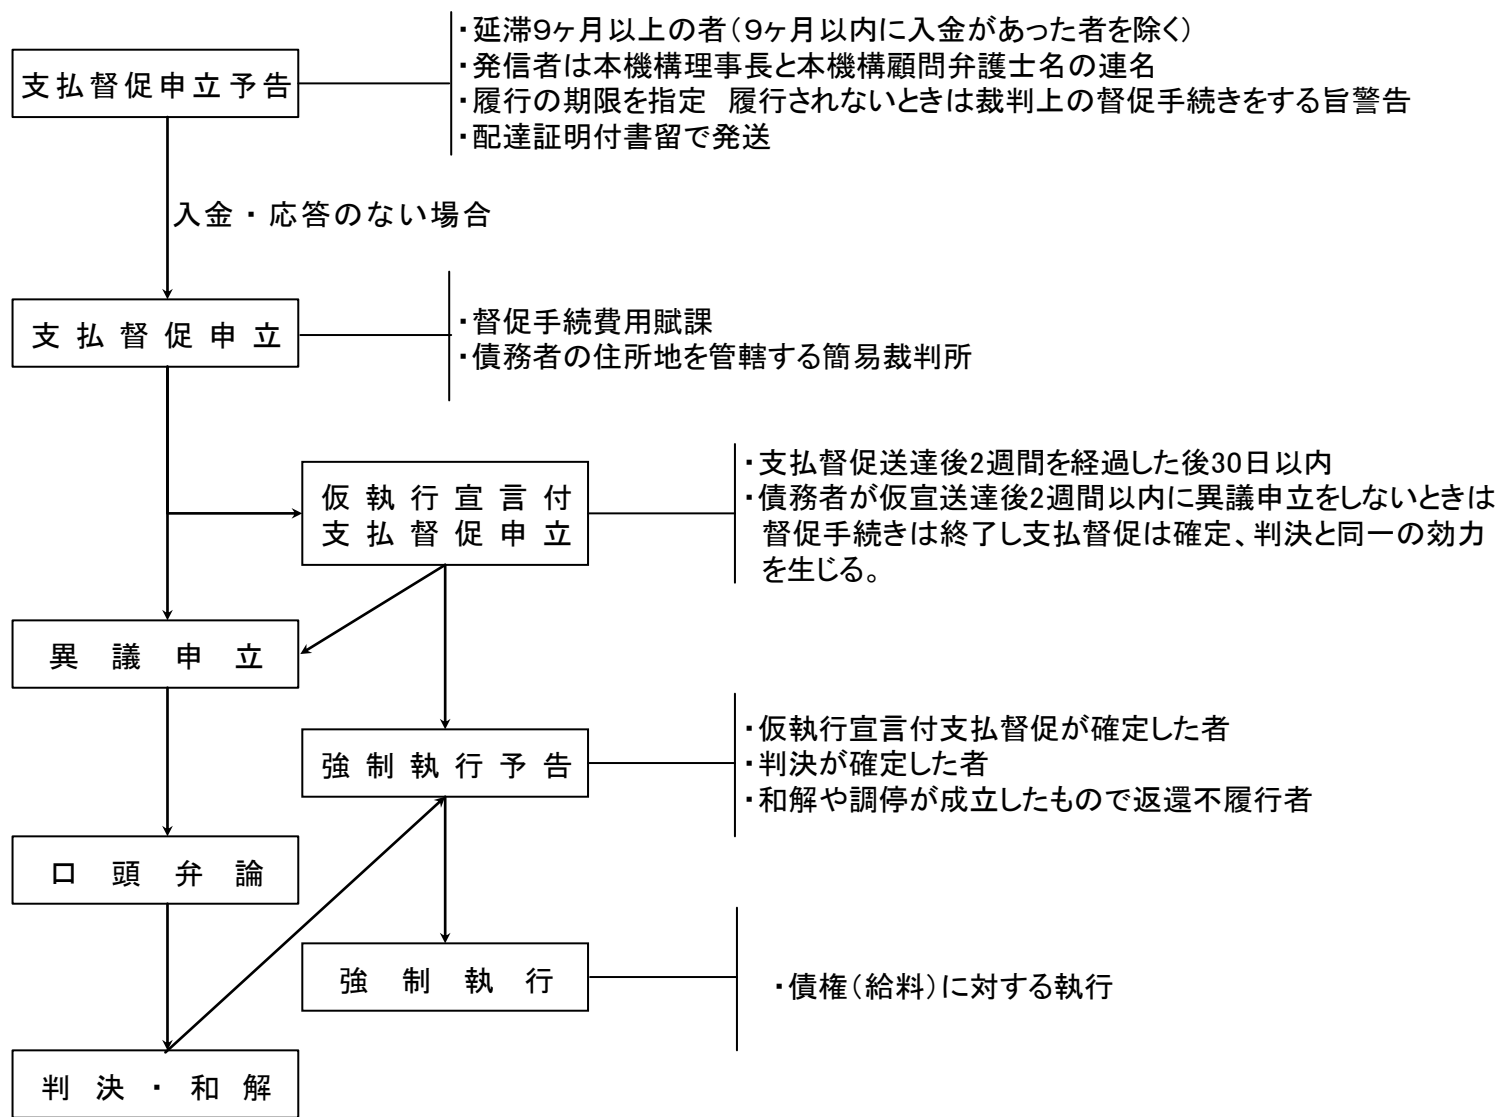 支払督促申立予告
・延滞9ヶ月以上の者（9ヶ月以内に入金があった者を除く）
・発信者は本機構理事長と本機構顧問弁護士名の連名
・履行の期限を指定　履行されないときは裁判上の督促手続きをする旨警告
・配達証明付書留で発送
入金・応答のない場合
支払督促申立
・督促手続費用賦課
・債務者の住所地を管轄する簡易裁判所
仮執行宣言付
支払督促申立
・支払督促送達後2週間を経過した後30日以内
・債務者が仮宣送達後2週間以内に異議申立をしないときは
督促手続きは終了し支払督促は確定、判決と同一の効力
を生じる。
異議申立
強制執行予告
・仮執行宣言付支払督促が確定した者
・判決が確定した者
・和解や調停が成立したもので返還不履行者
口頭弁論
強制執行
・債権（給料）に対する執行
判決・和解